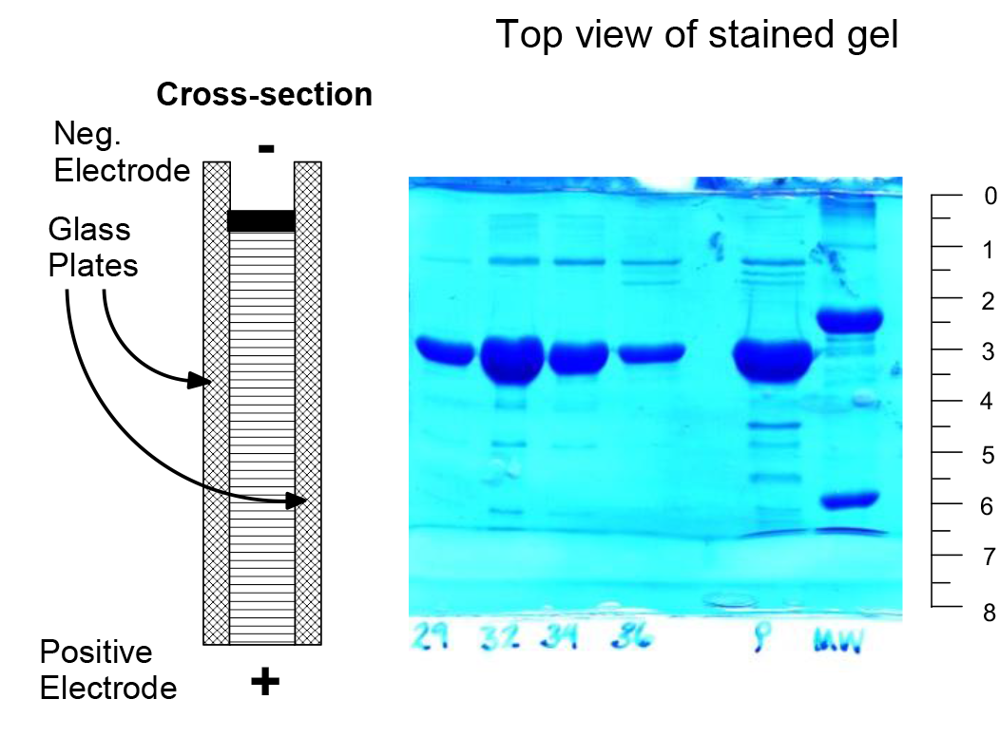 Top view of stained gel
Cross-section
Neg.
Electrode
-
Glass
Plates
Positive
Electrode
+
0
1
2
3
4
5
6
7
8
29 32 34 36 P MW